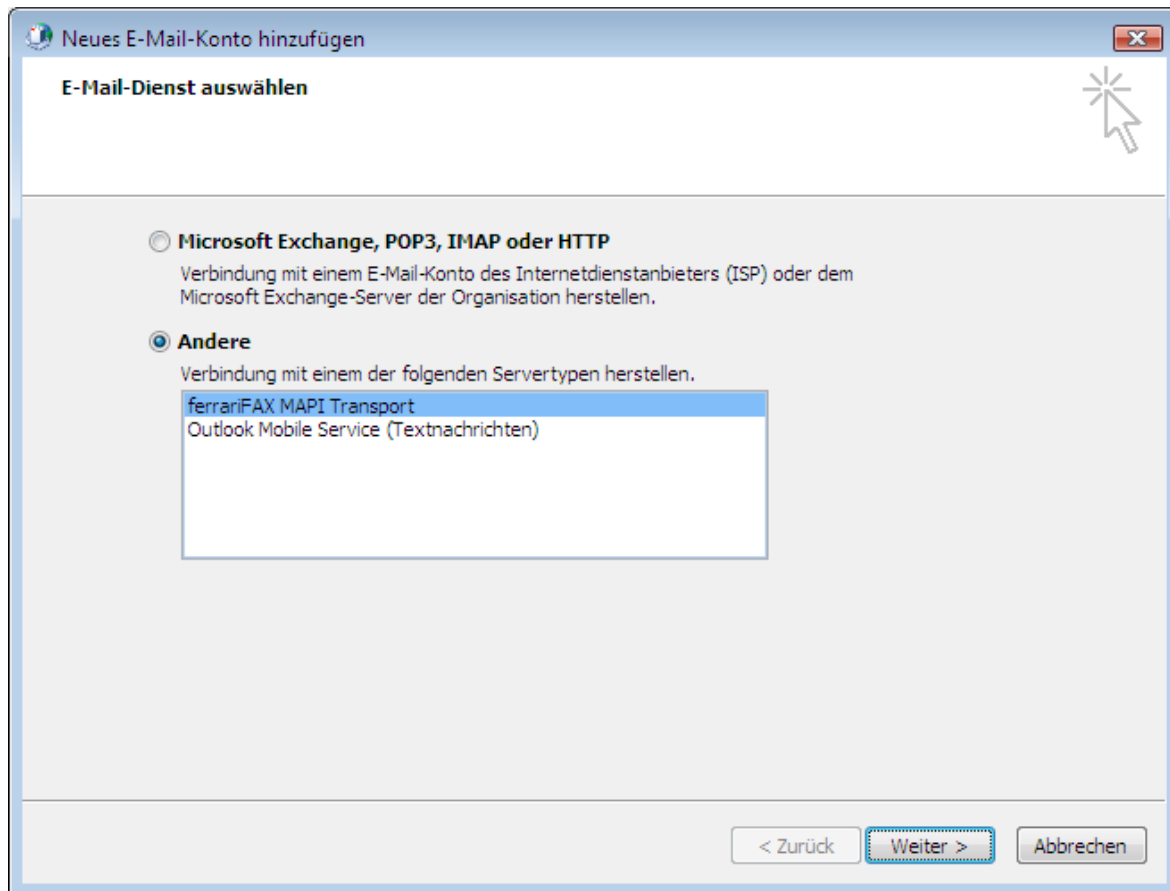 Neues E-Mail-Konto hinzufügen
E-Mail-Dienst auswählen
Microsoft Exchange, POP3, IMAP oder HTTP
Verbindung mit einem E-Mail-Konto des Internetdienstanbieters (ISP) oder dem
Microsoft Exchange-Server der Organisation herstellen.
Andere
Verbindung mit einem der folgenden Servertypen herstellen.
ferrariFAX MAPI Transport
Outlook Mobile Service (Textnachrichten)
< Zurück Weiter > Abbrechen